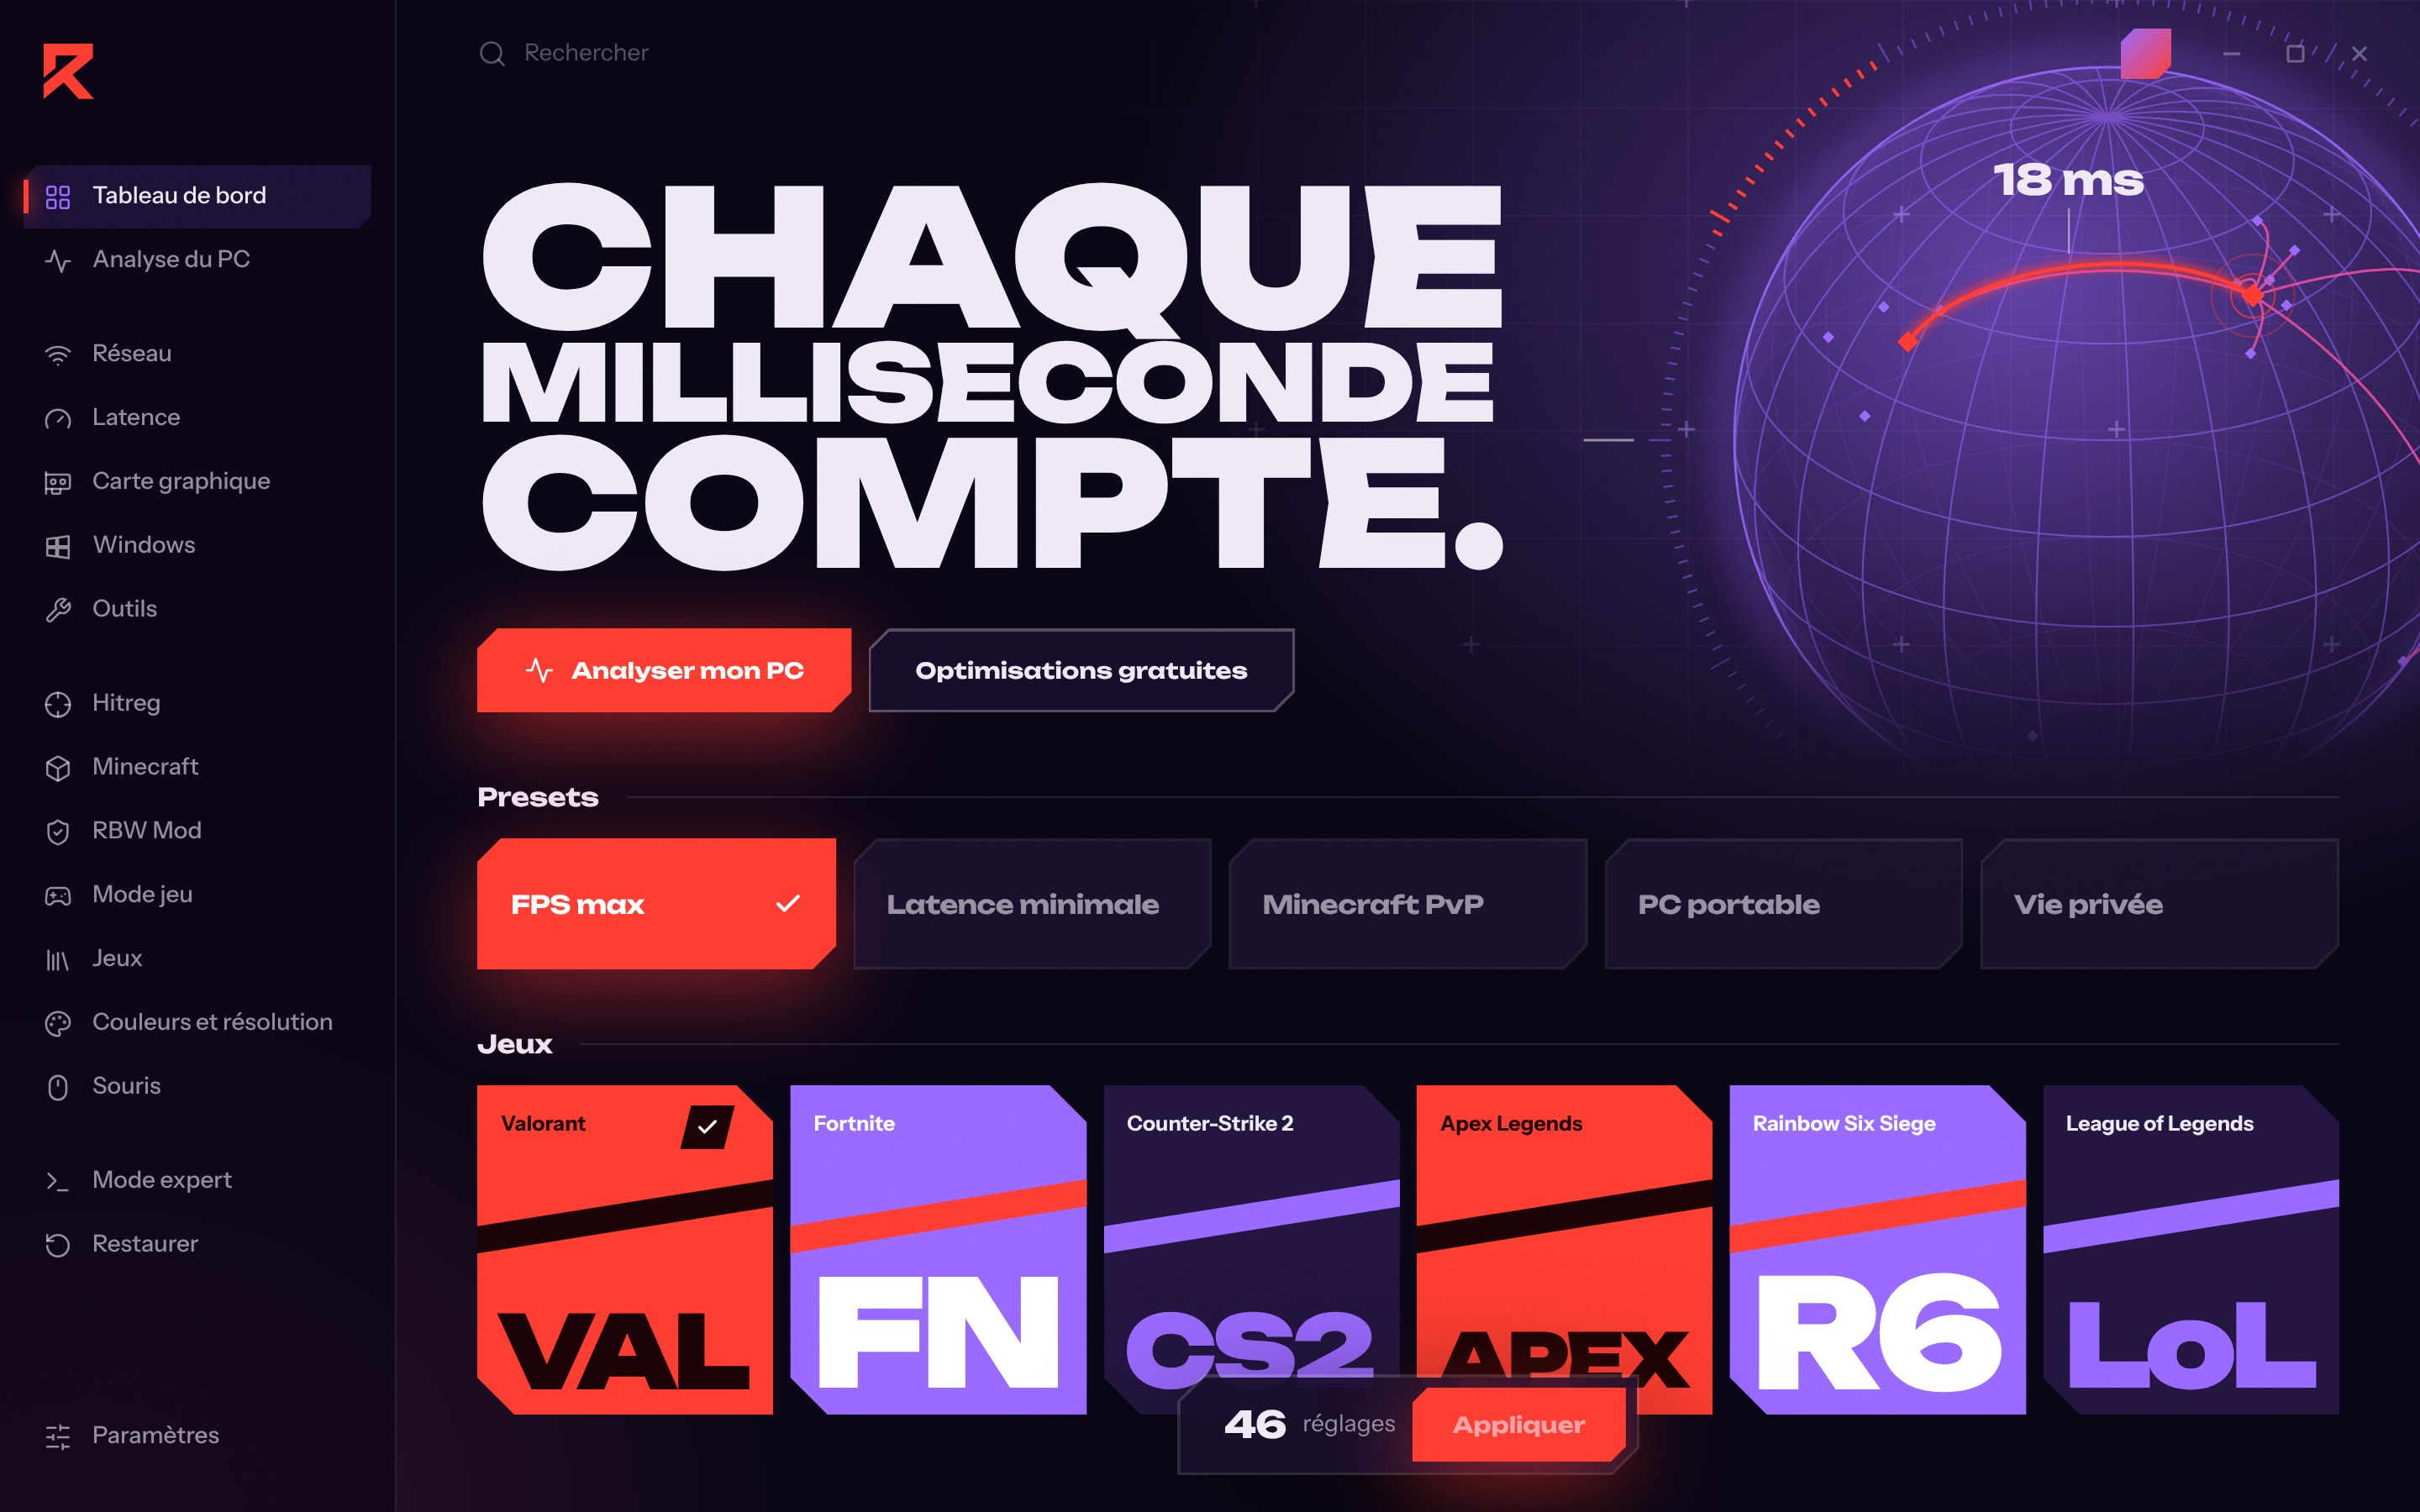 Rechercher
Tableau de bord
Analyse du PC
Réseau
Latence
Carte graphique
Windows
Outils
Hitreg
Minecraft
RBW Mod
Mode jeu
Jeux
Couleurs et résolution
Souris
Mode expert
Restaurer
Paramètres
CHAQUE
MILLISECONDE
COMPTE.
18 ms
Analyser mon PC
Optimisations gratuites
Presets
FPS max
Latence minimale
Minecraft PvP
PC portable
Vie privée
Jeux
Valorant
VAL
Fortnite
FN
Counter-Strike 2
CS2
Apex Legends
APEX
Rainbow Six Siege
R6
League of Legends
LoL
46 réglages
Appliquer